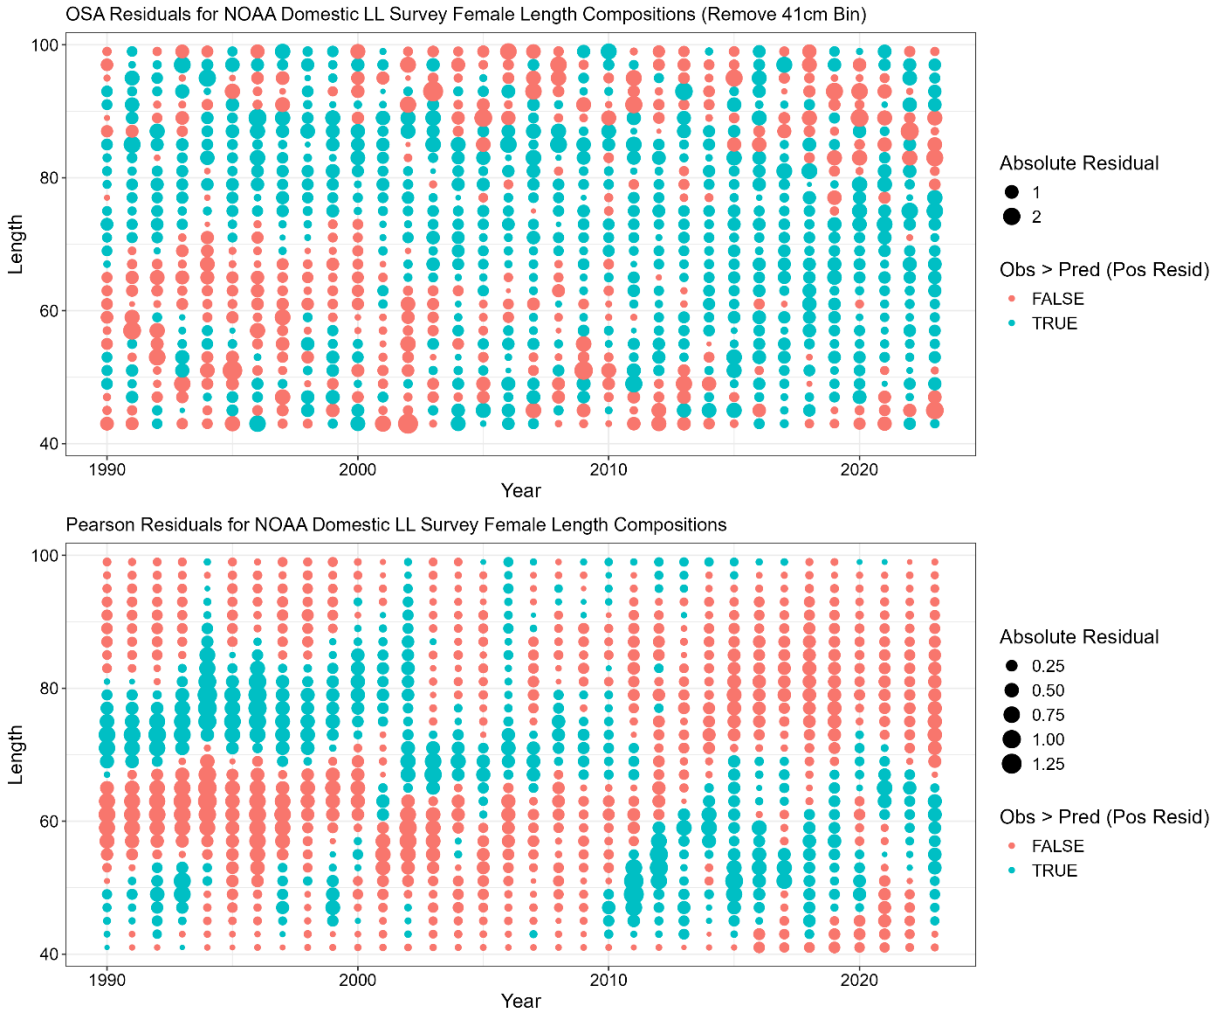 OSA Residuals for NOAA Domestic LL Survey Female Length Compositions (Remove 41cm Bin)
100
80
60
40
Length
1990
2000
2010
2020
Year
Absolute Residual
1
2
Obs > Pred (Pos Resid)
FALSE
TRUE
Pearson Residuals for NOAA Domestic LL Survey Female Length Compositions
100
80
60
40
Length
1990
2000
2010
2020
Year
Absolute Residual
0.25
0.50
0.75
1.00
1.25
Obs > Pred (Pos Resid)
FALSE
TRUE